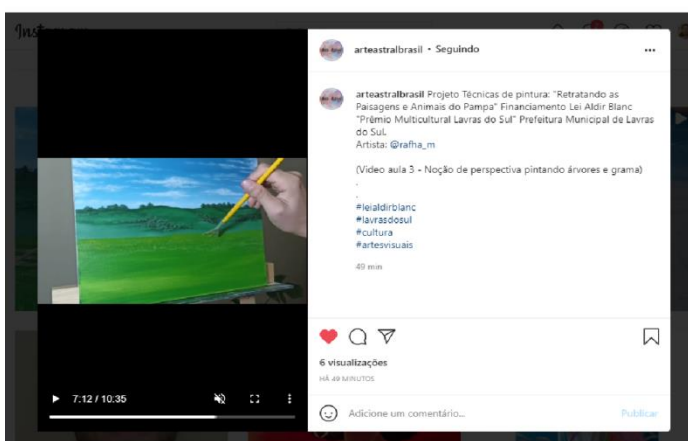 arteastralbrasil • Seguindo
arteastralbrasil Projeto Técnicas de pintura: "Retratando as
Paisagens e Animais do Pampa" Financiamento Lei Aldir Blanc
"Prêmio Multicultural Lavras do Sul" Prefeitura Municipal de Lavras
do Sul.
Artista: @rafha_m
(Video aula 3 - Noção de perspectiva pintando árvores e grama)
.
.
#leialdirblanc
#lavrasdosul
#cultura
#artesvisuais
49 min
6 visualizações
HÁ 49 MINUTOS
7:12 / 10:35
Adicione um comentário...
Publicar